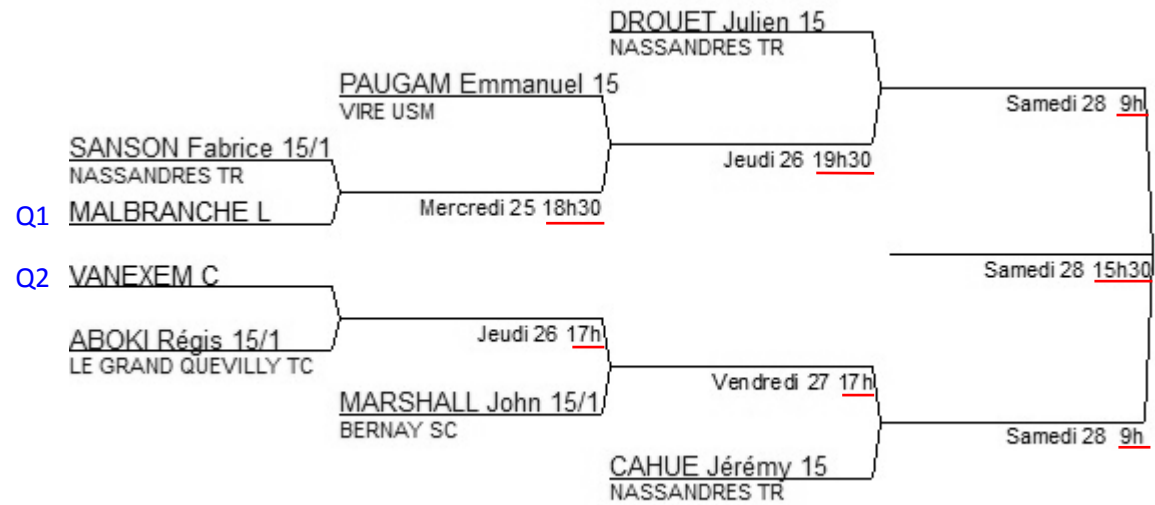 DROUET Julien 15
NASSANDRES TR
PAUGAM Emmanuel 15
VIRE USM
Samedi 28 9h
SANSON Fabrice 15/1
NASSANDRES TR
Jeudi 26 19h30
Q1 MALBRANCHE L
Mercredi 25 18h30
Q2 VANEXEM C
Samedi 28 15h30
ABOKI Régis 15/1
LE GRAND QUEVILLY TC
Jeudi 26 17h
Vendredi 27 17h
MARSHALL John 15/1
BERNAY SC
Samedi 28 9h
CAHUE Jérémy 15
NASSANDRES TR